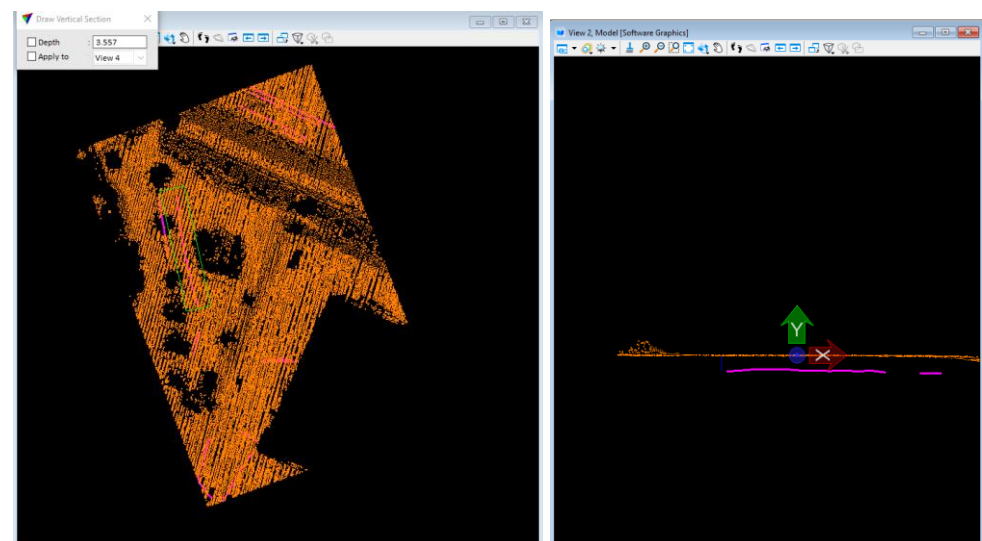 Draw Vertical Section
Depth : 3.557
Apply to View 4
View 2, Model [Software Graphics]
Y
X